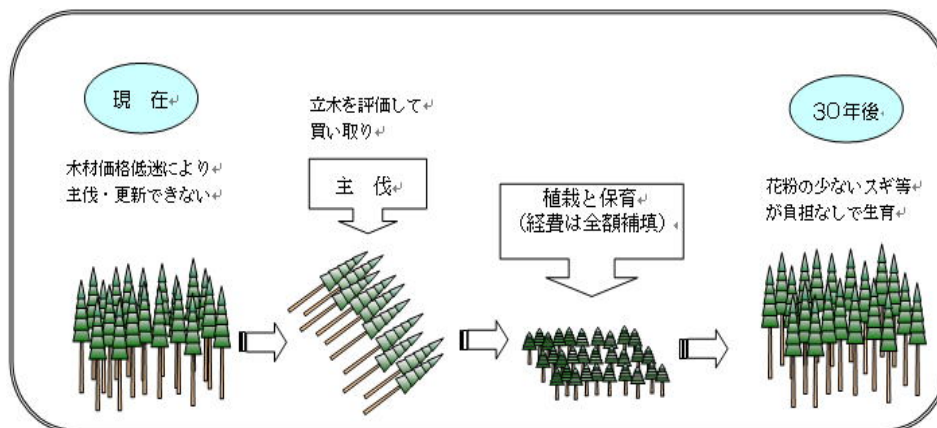 現　在↵
木材価格低迷により↵
主伐・更新できない↵
立木を評価して↵
買い取り↵
主　伐↵
植栽と保育↵
（経費は全額補填）↵
30年後↵
花粉の少ないスギ等↵
が負担なしで生育↵